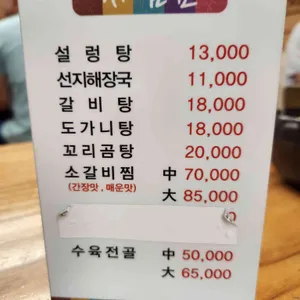 설렁탕 13,000
선지해장국 11,000
갈비탕 18,000
도가니탕 18,000
꼬리곰탕 20,000
소갈비찜 中 70,000
(간장맛, 매운맛) 大 85,000
수육전골 中 50,000
大 65,000